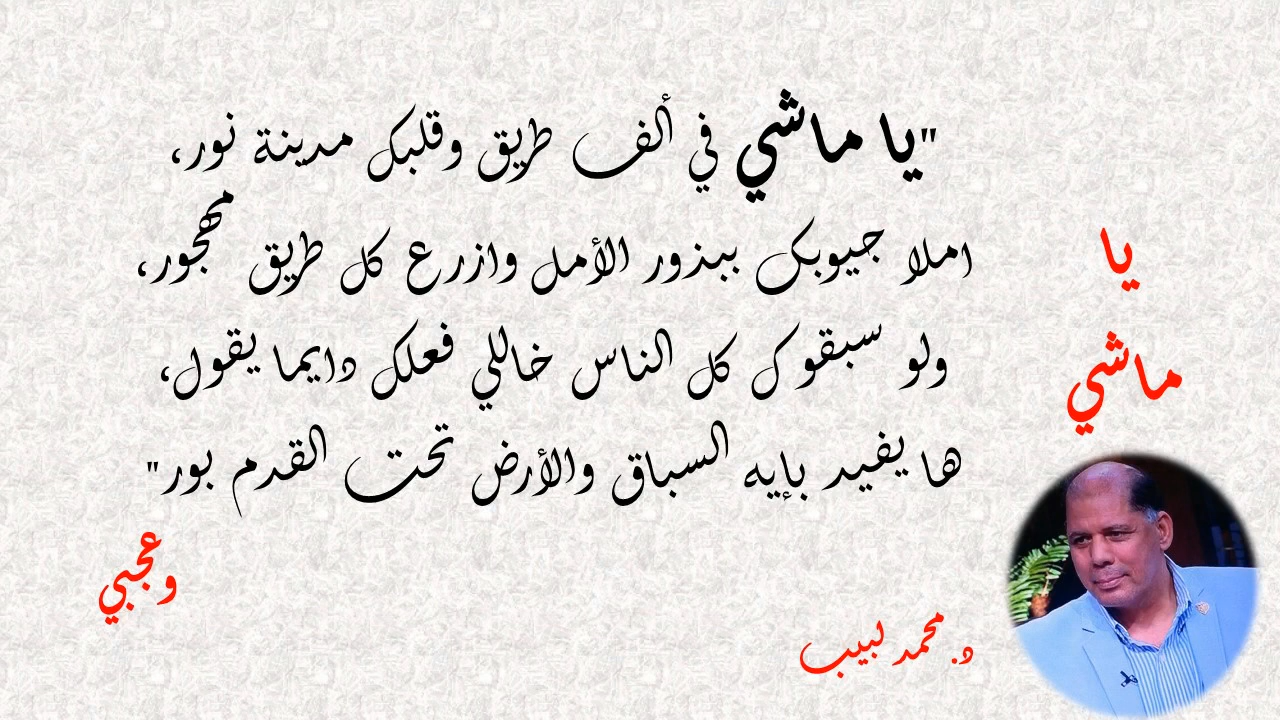 "يا ماشي في ألف طريق وقلبك مدينة نور،
املا جيوبك ببذور الأمل وازرع كل طريق مهجور،
ولو سبقوك كل الناس خاللي فعلك دايما يقول،
ها يفيد بإيه السباق والأرض تحت القدم بور"
وعجبي
يا
ماشي
د. محمد لبيب